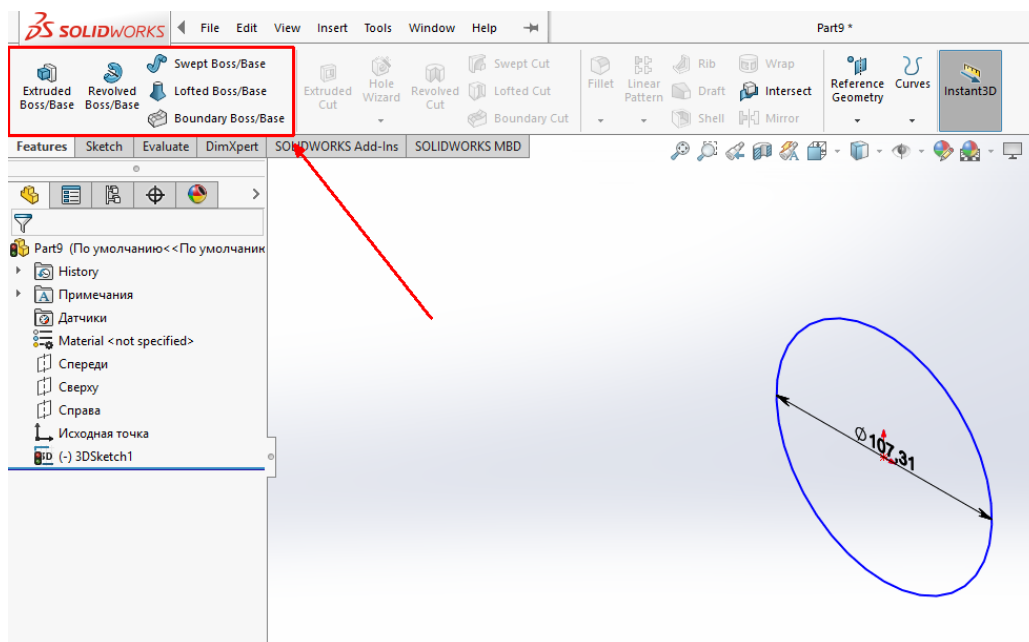 SOLIDWORKS File Edit View Insert Tools Window Help Part9 *
Extruded Boss/Base
Revolved Boss/Base
Swept Boss/Base
Lofted Boss/Base
Boundary Boss/Base
Extruded Cut
Hole Wizard
Revolved Cut
Swept Cut
Lofted Cut
Boundary Cut
Fillet
Linear Pattern
Rib
Draft
Shell
Wrap
Intersect
Mirror
Reference Geometry
Curves
Instant3D
Features Sketch Evaluate DimXpert SOLIDWORKS Add-Ins SOLIDWORKS MBD
Part9 (По умолчанию<<По умолчаник
History
Примечания
Датчики
Material <not specified>
Спереди
Сверху
Справа
Исходная точка
(-) 3DSketch1
Ø107,31